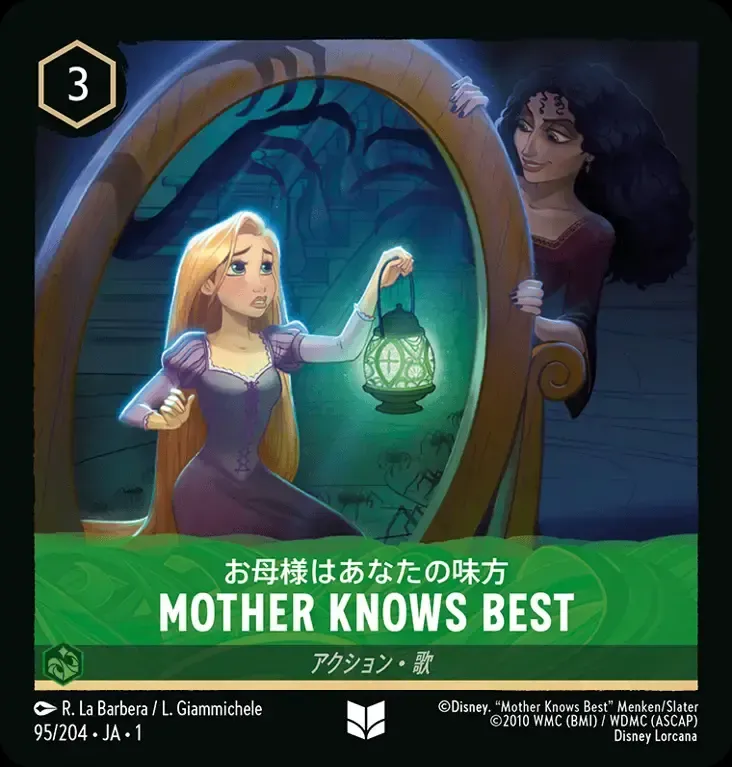 3
お母様はあなたの味方
MOTHER KNOWS BEST
アクション・歌
R. La Barbera / L. Giammichele
95/204 • JA • 1
©Disney. “Mother Knows Best” Menken/Slater
©2010 WMC (BMI) / WDMC (ASCAP)
Disney Lorcana